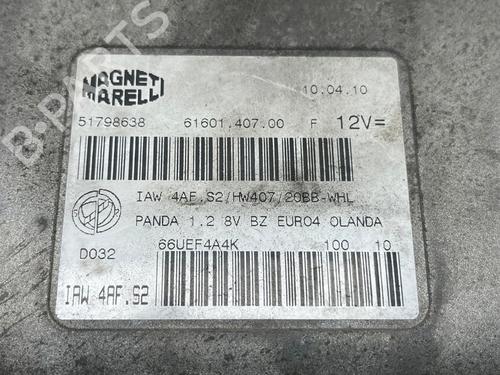 MAGNETI MARELLI
10.04.10
51798638 61601.407.00 F 12V=
IAW 4AF.S2/HW407/20BB-WHL
PANDA 1.2 8V BZ EURO4 OLANDA
D032 66UEF4A4K 100 10
IAW 4AF.S2
B-PARTS